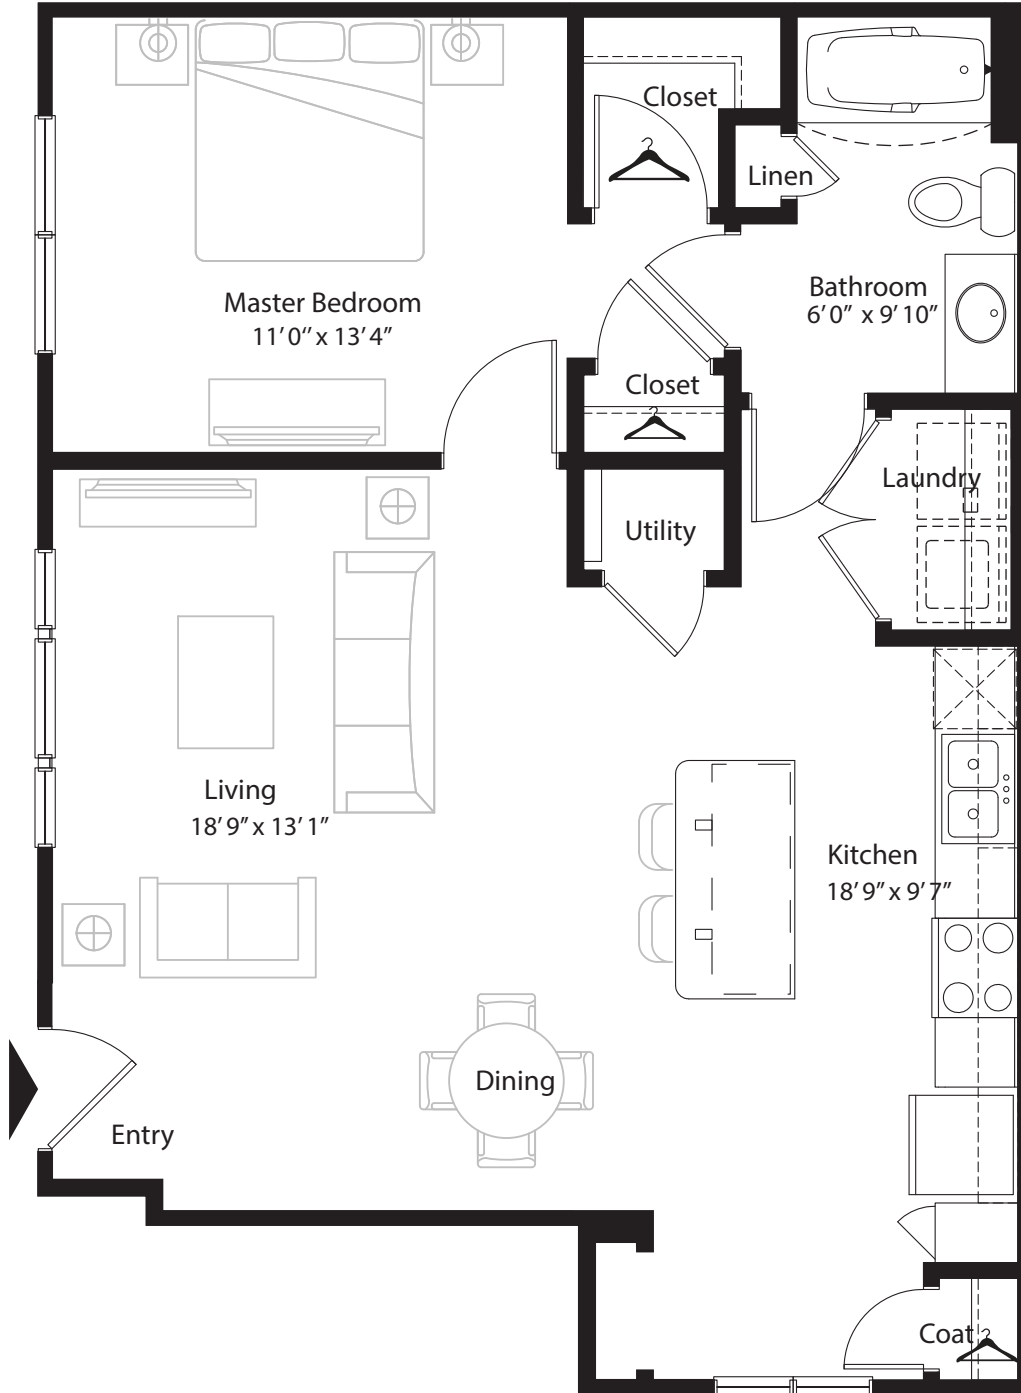 Closet
Linen
Master Bedroom
11'0" x 13'4"
Bathroom
6'0" x 9'10"
Closet
Laundry
Utility
Living
18'9" x 13'1"
Kitchen
18'9" x 9'7"
Dining
Entry
Coat